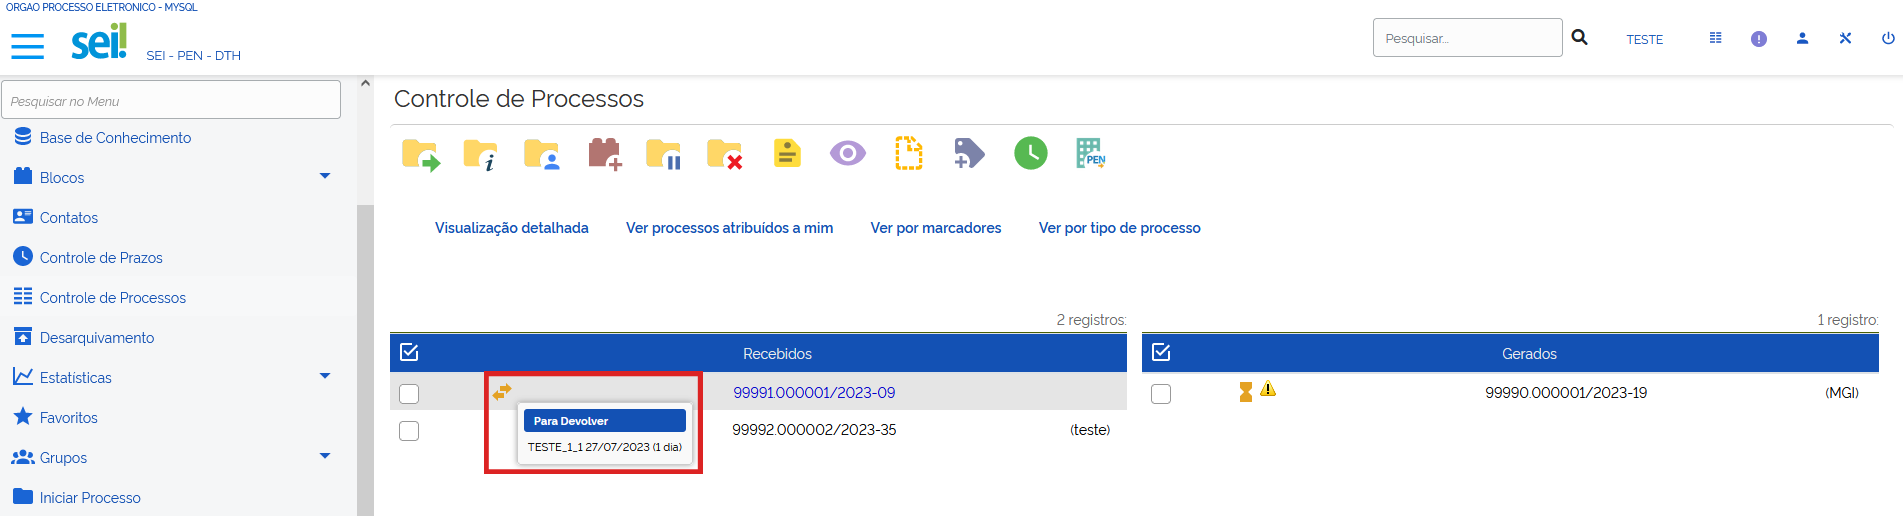 ORGAO PROCESSO ELETRONICO - MYSQL
sei!
SEI - PEN - DTH
Pesquisar...
TESTE
Pesquisar no Menu
Base de Conhecimento
Blocos
Contatos
Controle de Prazos
Controle de Processos
Desarquivamento
Estatísticas
Favoritos
Grupos
Iniciar Processo
Controle de Processos
PEN
Visualização detalhada
Ver processos atribuídos a mim
Ver por marcadores
Ver por tipo de processo
2 registros:
Recebidos
99991.000001/2023-09
Para Devolver
TESTE_1_1 27/07/2023 (1 dia)
99992.000002/2023-35
(teste)
1 registro:
Gerados
99990.000001/2023-19
(MGI)